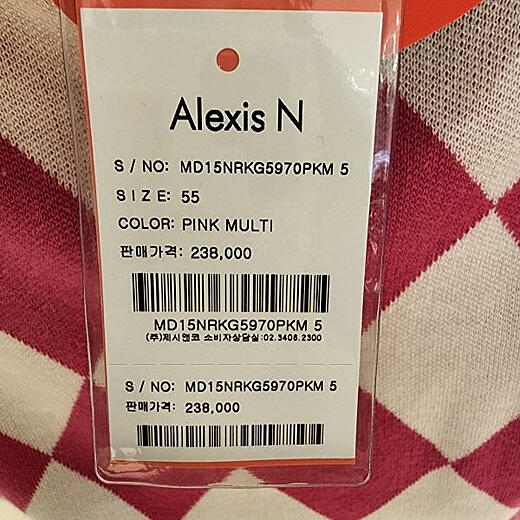 Alexis N
S / NO: MD15NRKG5970PKM 5
SIZE: 55
COLOR: PINK MULTI
판매가격: 238,000
MD15NRKG5970PKM 5
(주)제시앤코 소비자상담실:02.3408.2300
S / NO: MD15NRKG5970PKM 5
판매가격: 238,000